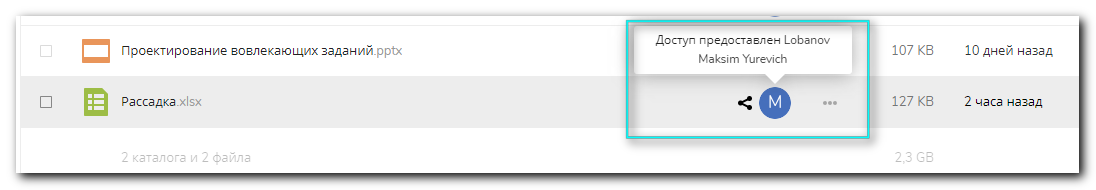 Проектирование вовлекающих заданий.pptx
Доступ предоставлен Lobanov
Maksim Yurevich
107 KB
10 дней назад
Рассадка.xlsx
M
127 KB
2 часа назад
2 каталога и 2 файла
2,3 GB